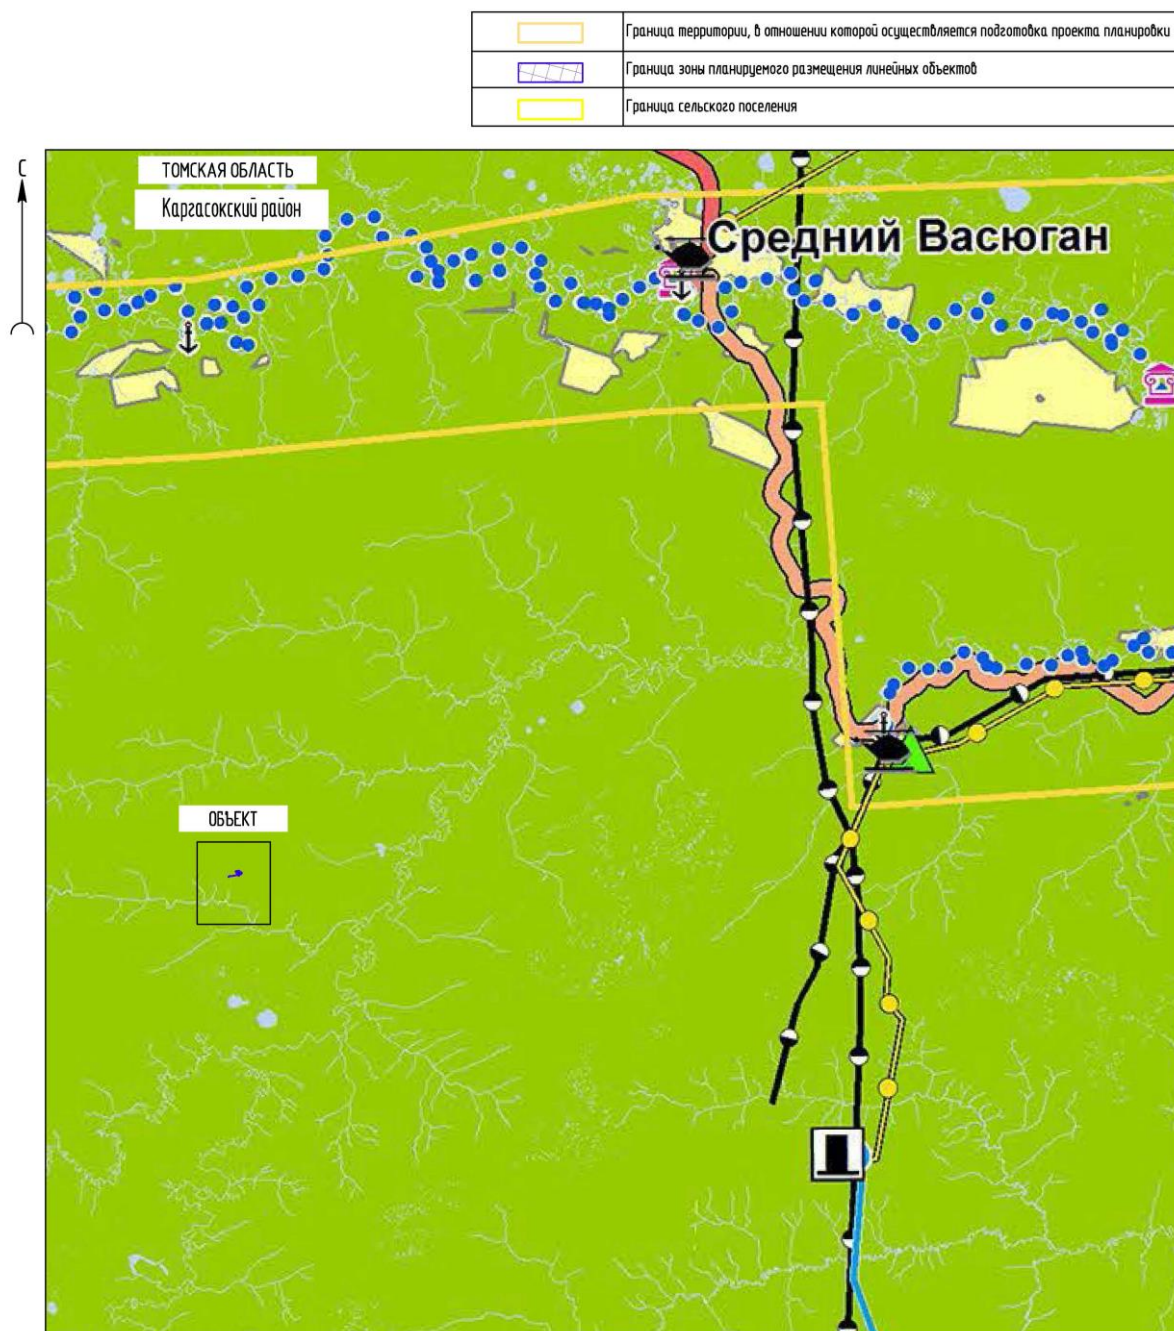 Граница территории, в отношении которой осуществляется подготовка проекта планировки
Граница зоны планируемого размещения линейных объектов
Граница сельского поселения
С
ТОМСКАЯ ОБЛАСТЬ
Каргасокский район
Средний Васюган
ОБЪЕКТ